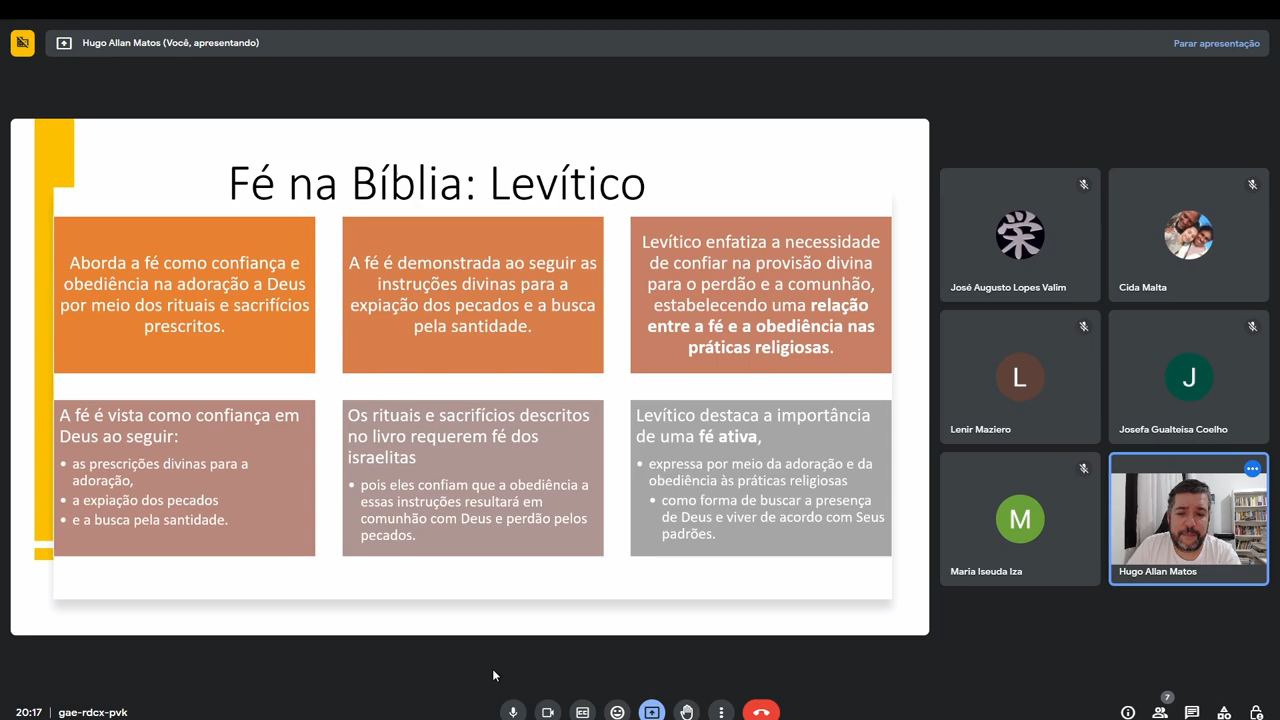 Hugo Allan Matos (Você, apresentando)
Parar apresentação
Fé na Bíblia: Levítico
Aborda a fé como confiança e
obediência na adoração a Deus
por meio dos rituais e sacrifícios
prescritos.
A fé é demonstrada ao seguir as
instruções divinas para a
expiação dos pecados e a busca
pela santidade.
Levítico enfatiza a necessidade
de confiar na provisão divina
para o perdão e a comunhão,
estabelecendo uma relação
entre a fé e a obediência nas
práticas religiosas.
A fé é vista como confiança em
Deus ao seguir:
• as prescrições divinas para a
adoração,
• a expiação dos pecados
• e a busca pela santidade.
Os rituais e sacrifícios descritos
no livro requerem fé dos
israelitas
• pois eles confiam que a obediência a
essas instruções resultará em
comunhão com Deus e perdão pelos
pecados.
Levítico destaca a importância
de uma fé ativa,
• expressa por meio da adoração e da
obediência às práticas religiosas
• como forma de buscar a presença
de Deus e viver de acordo com Seus
padrões.
栄
José Augusto Lopes Valim
Cida Malta
L
Lenir Maziero
J
Josefa Gualteisa Coelho
M
Maria Iseuda Iza
Hugo Allan Matos
20:17 | gae-rdcx-pvk
7